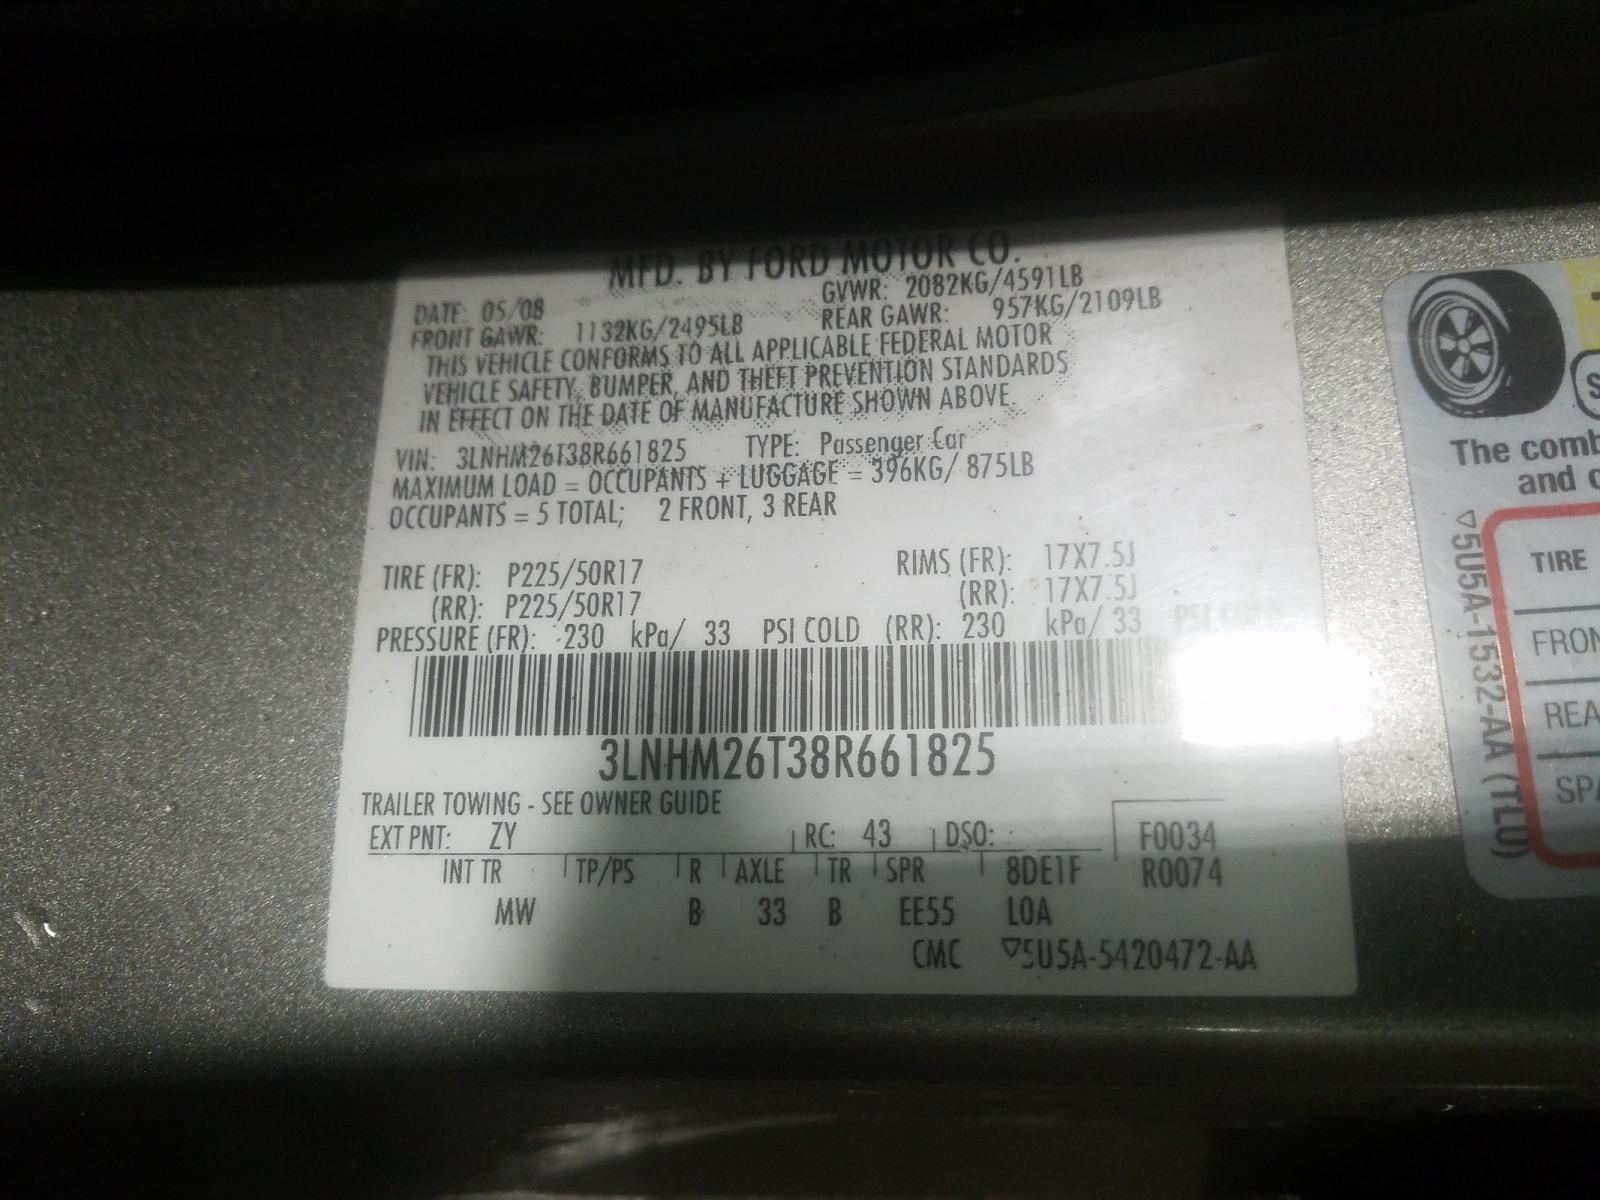 MFD. BY FORD MOTOR CO.
DATE: 05/08 GVWR: 2082KG/4591LB
FRONT GAWR: 1132KG/2495LB REAR GAWR: 957KG/2109LB
THIS VEHICLE CONFORMS TO ALL APPLICABLE FEDERAL MOTOR
VEHICLE SAFETY, BUMPER, AND THEFT PREVENTION STANDARDS
IN EFFECT ON THE DATE OF MANUFACTURE SHOWN ABOVE.
VIN: 3LNHM26T38R661825 TYPE: Passenger Car
MAXIMUM LOAD = OCCUPANTS + LUGGAGE = 396KG/ 875LB
OCCUPANTS = 5 TOTAL; 2 FRONT, 3 REAR
TIRE (FR): P225/50R17 RIMS (FR): 17X7.5J
(RR): P225/50R17 (RR): 17X7.5J
PRESSURE (FR): 230 kPa/ 33 PSI COLD (RR): 230 kPa/ 33 PSI COLD
3LNHM26T38R661825
TRAILER TOWING - SEE OWNER GUIDE
EXT PNT: ZY RC: 43 DSO: F0034
INT TR TP/PS R AXLE TR SPR 8DE1F R0074
MW B 33 B EE55 LOA
CMC ▽5U5A-5420472-AA
The comb
and
▽5U5A-1532-AA (TLU)
TIRE
FRON
REA
SPA